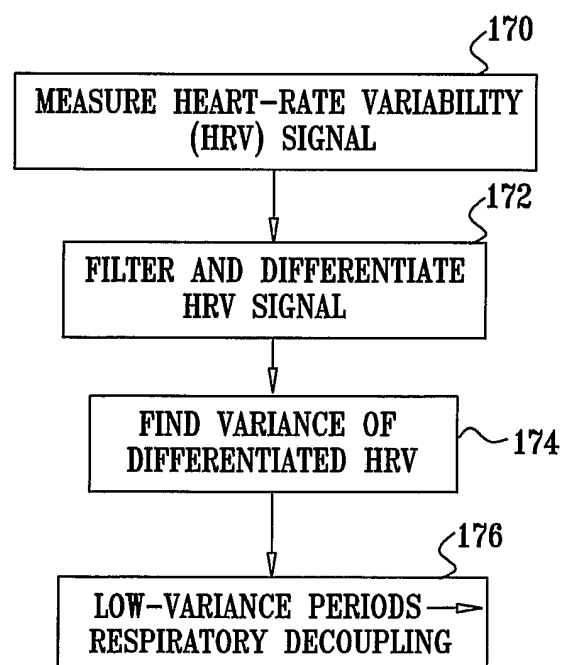 170
MEASURE HEART-RATE VARIABILITY
(HRV) SIGNAL
172
FILTER AND DIFFERENTIATE
HRV SIGNAL
FIND VARIANCE OF
DIFFERENTIATED HRV
174
176
LOW-VARIANCE PERIODS →
RESPIRATORY DECOUPLING